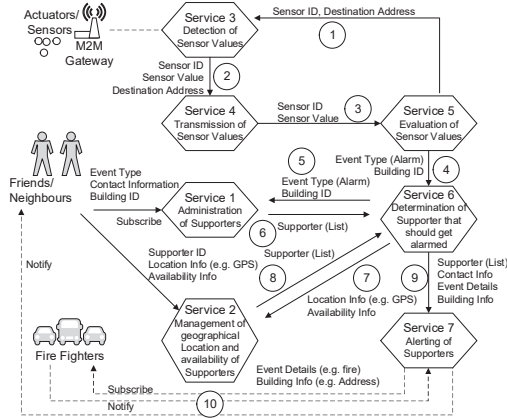 Actuators/
Sensors
M2M
Gateway
Service 3
Detection of
Sensor Values
Sensor ID, Destination Address
1
Sensor ID
Sensor Value
Destination Address
2
Service 4
Transmission of
Sensor Values
Sensor ID
Sensor Value
3
Service 5
Evaluation of
Sensor Values
Event Type (Alarm)
Building ID
4
Friends/
Neighbours
Event Type
Contact Information
Building ID
Subscribe
Service 1
Administration
of Supporters
5
Event Type (Alarm)
Building ID
6
Supporter (List)
Service 6
Determination of
Supporter that
should get
alarmed
Notify
Supporter ID
Location Info (e.g. GPS)
Availability Info
Supporter (List)
8
7
Location Info (e.g. GPS)
Availability Info
9
Supporter (List)
Contact Info
Event Details
Building Info
Service 2
Management of
geographical
Location and
availability of
Supporters
Service 7
Alerting of
Supporters
Fire Fighters
Event Details (e.g. fire)
Building Info (e.g. Address)
Subscribe
Notify
10